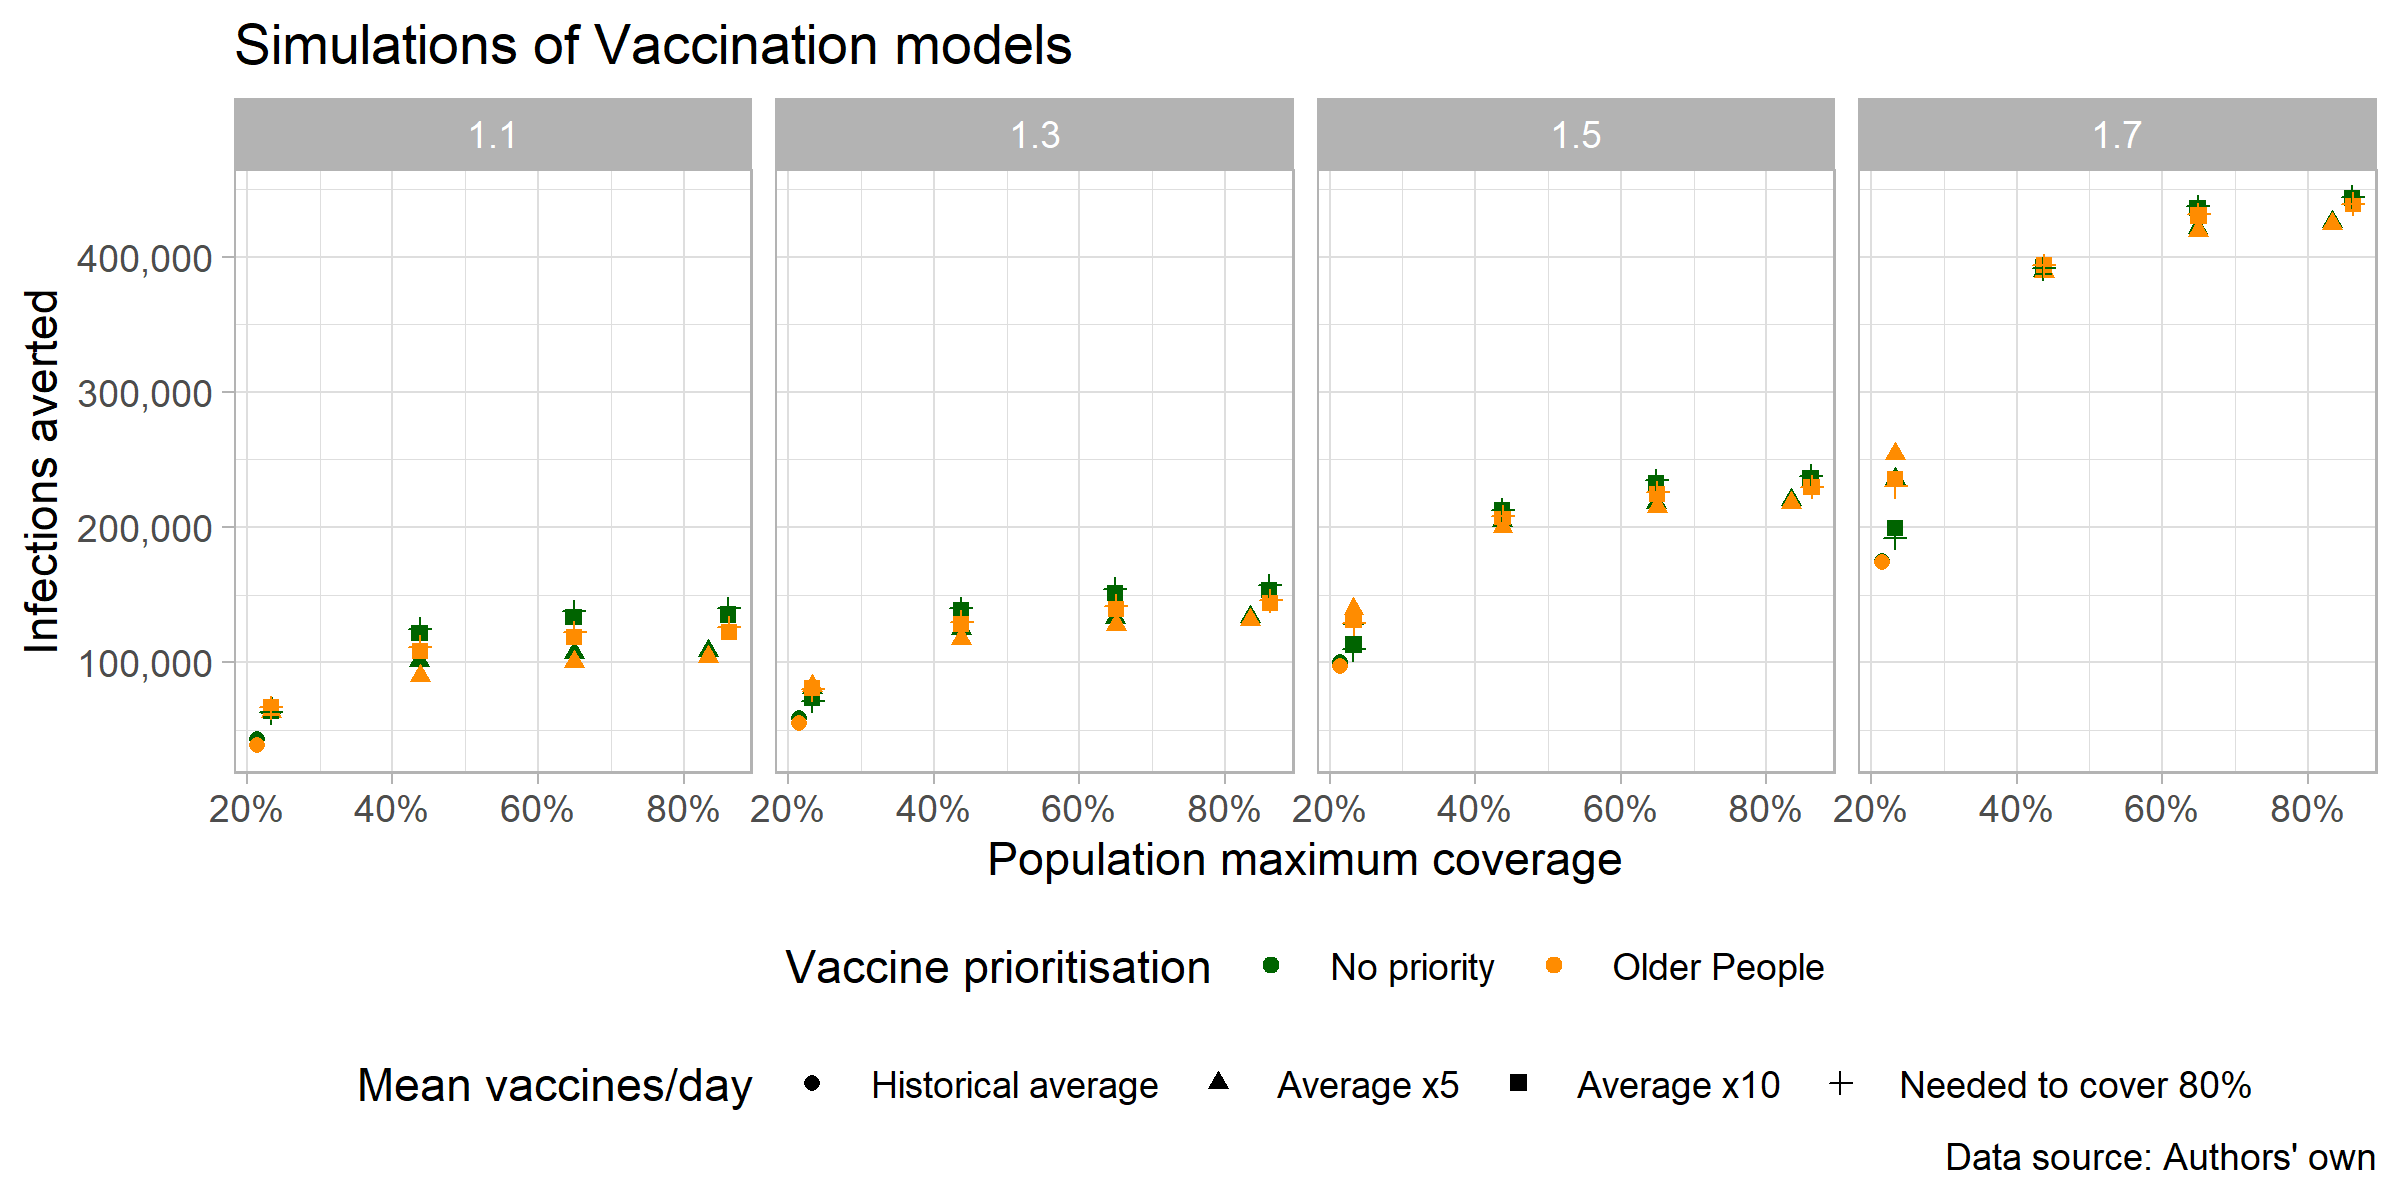 Simulations of Vaccination models
1.1 1.3 1.5 1.7
Infections averted
400,000
300,000
200,000
100,000
20% 40% 60% 80% 20% 40% 60% 80% 20% 40% 60% 80% 20% 40% 60% 80%
Population maximum coverage
Vaccine prioritisation No priority Older People
Mean vaccines/day Historical average Average x5 Average x10 Needed to cover 80%
Data source: Authors' own